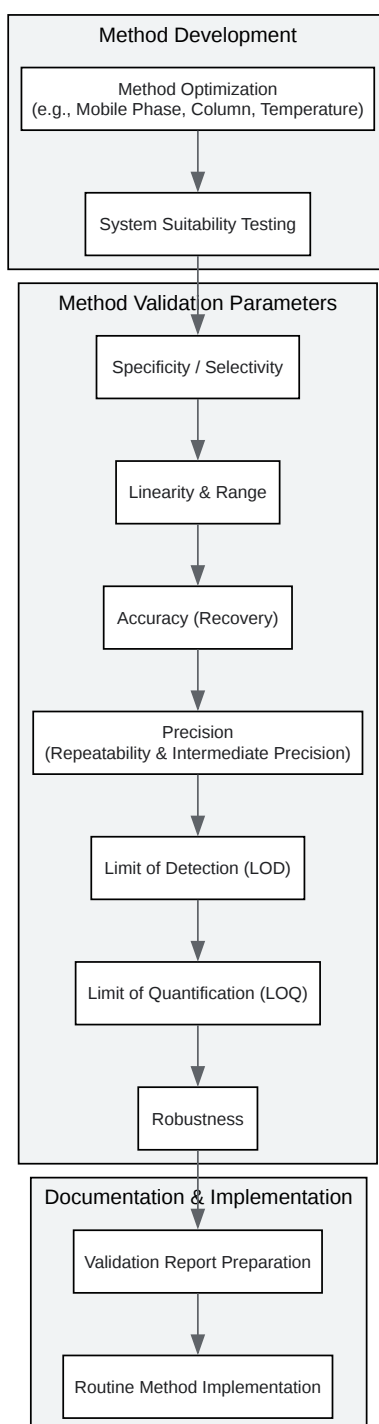 Method Development
Method Optimization
(e.g., Mobile Phase, Column, Temperature)
System Suitability Testing
Method Validation Parameters
Specificity / Selectivity
Linearity & Range
Accuracy (Recovery)
Precision
(Repeatability & Intermediate Precision)
Limit of Detection (LOD)
Limit of Quantification (LOQ)
Robustness
Documentation & Implementation
Validation Report Preparation
Routine Method Implementation